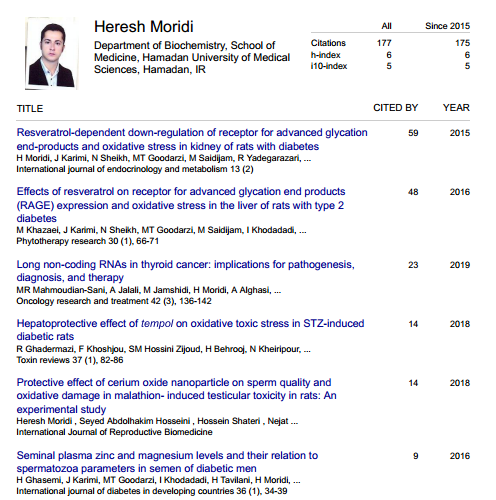 Heresh Moridi
Department of Biochemistry, School of
Medicine, Hamadan University of Medical
Sciences, Hamadan, IR
All Since 2015
Citations 177 175
h-index 6 6
i10-index 5 5
TITLE CITED BY YEAR
Resveratrol-dependent down-regulation of receptor for advanced glycation 59 2015
end-products and oxidative stress in kidney of rats with diabetes
H Moridi, J Karimi, N Sheikh, MT Goodarzi, M Saidijam, R Yadegarazari, ...
International journal of endocrinology and metabolism 13 (2)
Effects of resveratrol on receptor for advanced glycation end products 48 2016
(RAGE) expression and oxidative stress in the liver of rats with type 2
diabetes
M Khazaei, J Karimi, N Sheikh, MT Goodarzi, M Saidijam, I Khodadadi, ...
Phytotherapy research 30 (1), 66-71
Long non-coding RNAs in thyroid cancer: implications for pathogenesis, 23 2019
diagnosis, and therapy
MR Mahmoudian-Sani, A Jalali, M Jamshidi, H Moridi, A Alghasi, ...
Oncology research and treatment 42 (3), 136-142
Hepatoprotective effect of tempol on oxidative toxic stress in STZ-induced 14 2018
diabetic rats
R Ghadermazi, F Khoshjou, SM Hossini Zijoud, H Behrooj, N Kheiripour, ...
Toxin reviews 37 (1), 82-86
Protective effect of cerium oxide nanoparticle on sperm quality and 14 2018
oxidative damage in malathion- induced testicular toxicity in rats: An
experimental study
Heresh Moridi , Seyed Abdolhakim Hosseini , Hossein Shateri , Nejat ...
International Journal of Reproductive Biomedicine
Seminal plasma zinc and magnesium levels and their relation to 9 2016
spermatozoa parameters in semen of diabetic men
H Ghasemi, J Karimi, MT Goodarzi, I Khodadadi, H Tavilani, H Moridi, ...
International journal of diabetes in developing countries 36 (1), 34-39